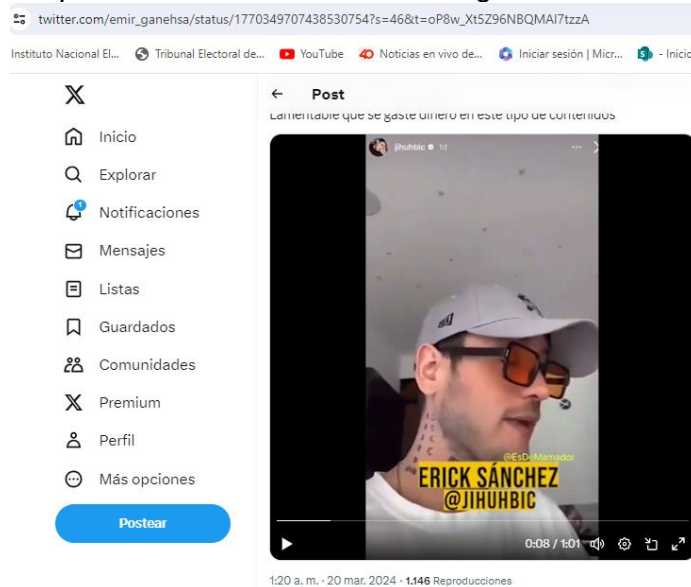 twitter.com/emir_ganehsa/status/1770349707438530754?s=46&t=oP8w_Xt5Z96NBQMAI7tzzA
Instituto Nacional El...
Tribunal Electoral de...
YouTube
Noticias en vivo de...
Iniciar sesión | Micr...
- Inicio
X
← Post
Lamentable que se gaste dinero en este tipo de contenidos
Inicio
Explorar
1
Notificaciones
Mensajes
Listas
Guardados
Comunidades
Premium
Perfil
Más opciones
Postear
jihuhbic 1d
@EsDeMamador
ERICK SÁNCHEZ
@JIHUHBIC
0:08 / 1:01
1:20 a. m. · 20 mar. 2024 · 1.146 Reproducciones